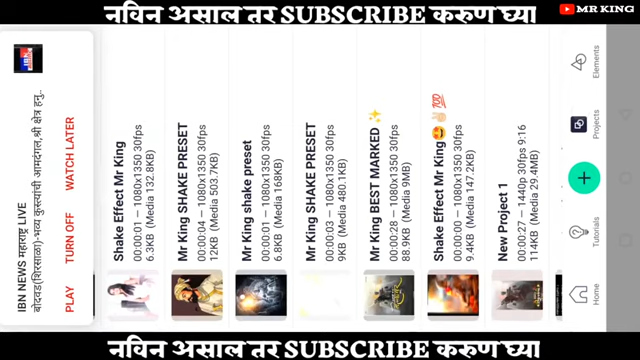 नविन असाल तर SUBSCRIBE करुण घ्या
MR KING
IBN NEWS महाराष्ट्र LIVE
बोदवड(शिरसाळा)-भव्य कुस्त्यांची आमदंगल,श्री क्षेत्र हनु..
PLAY
TURN OFF
WATCH LATER
Shake Effect Mr King
00:00:01 — 1080x1350 30fps
6.3KB (Media 132.8KB)
Mr King SHAKE PRESET
00:00:04 — 1080x1350 30fps
12KB (Media 503.7KB)
Mr King shake preset
00:00:01 — 1080x1350 30fps
6.8KB (Media 168KB)
Mr King SHAKE PRESET
00:00:03 — 1080x1350 30fps
9KB (Media 480.1KB)
Mr King BEST MARKED ✨
00:00:28 — 1080x1350 30fps
88.9KB (Media 9MB)
Shake Effect Mr King 😍✌🏻💯
00:00:00 — 1080x1350 30fps
9.4KB (Media 147.2KB)
New Project 1
00:00:27 — 1440p 30fps 9:16
114KB (Media 29.4MB)
Home
Tutorials
Projects
Elements
नविन असाल तर SUBSCRIBE करुण घ्या